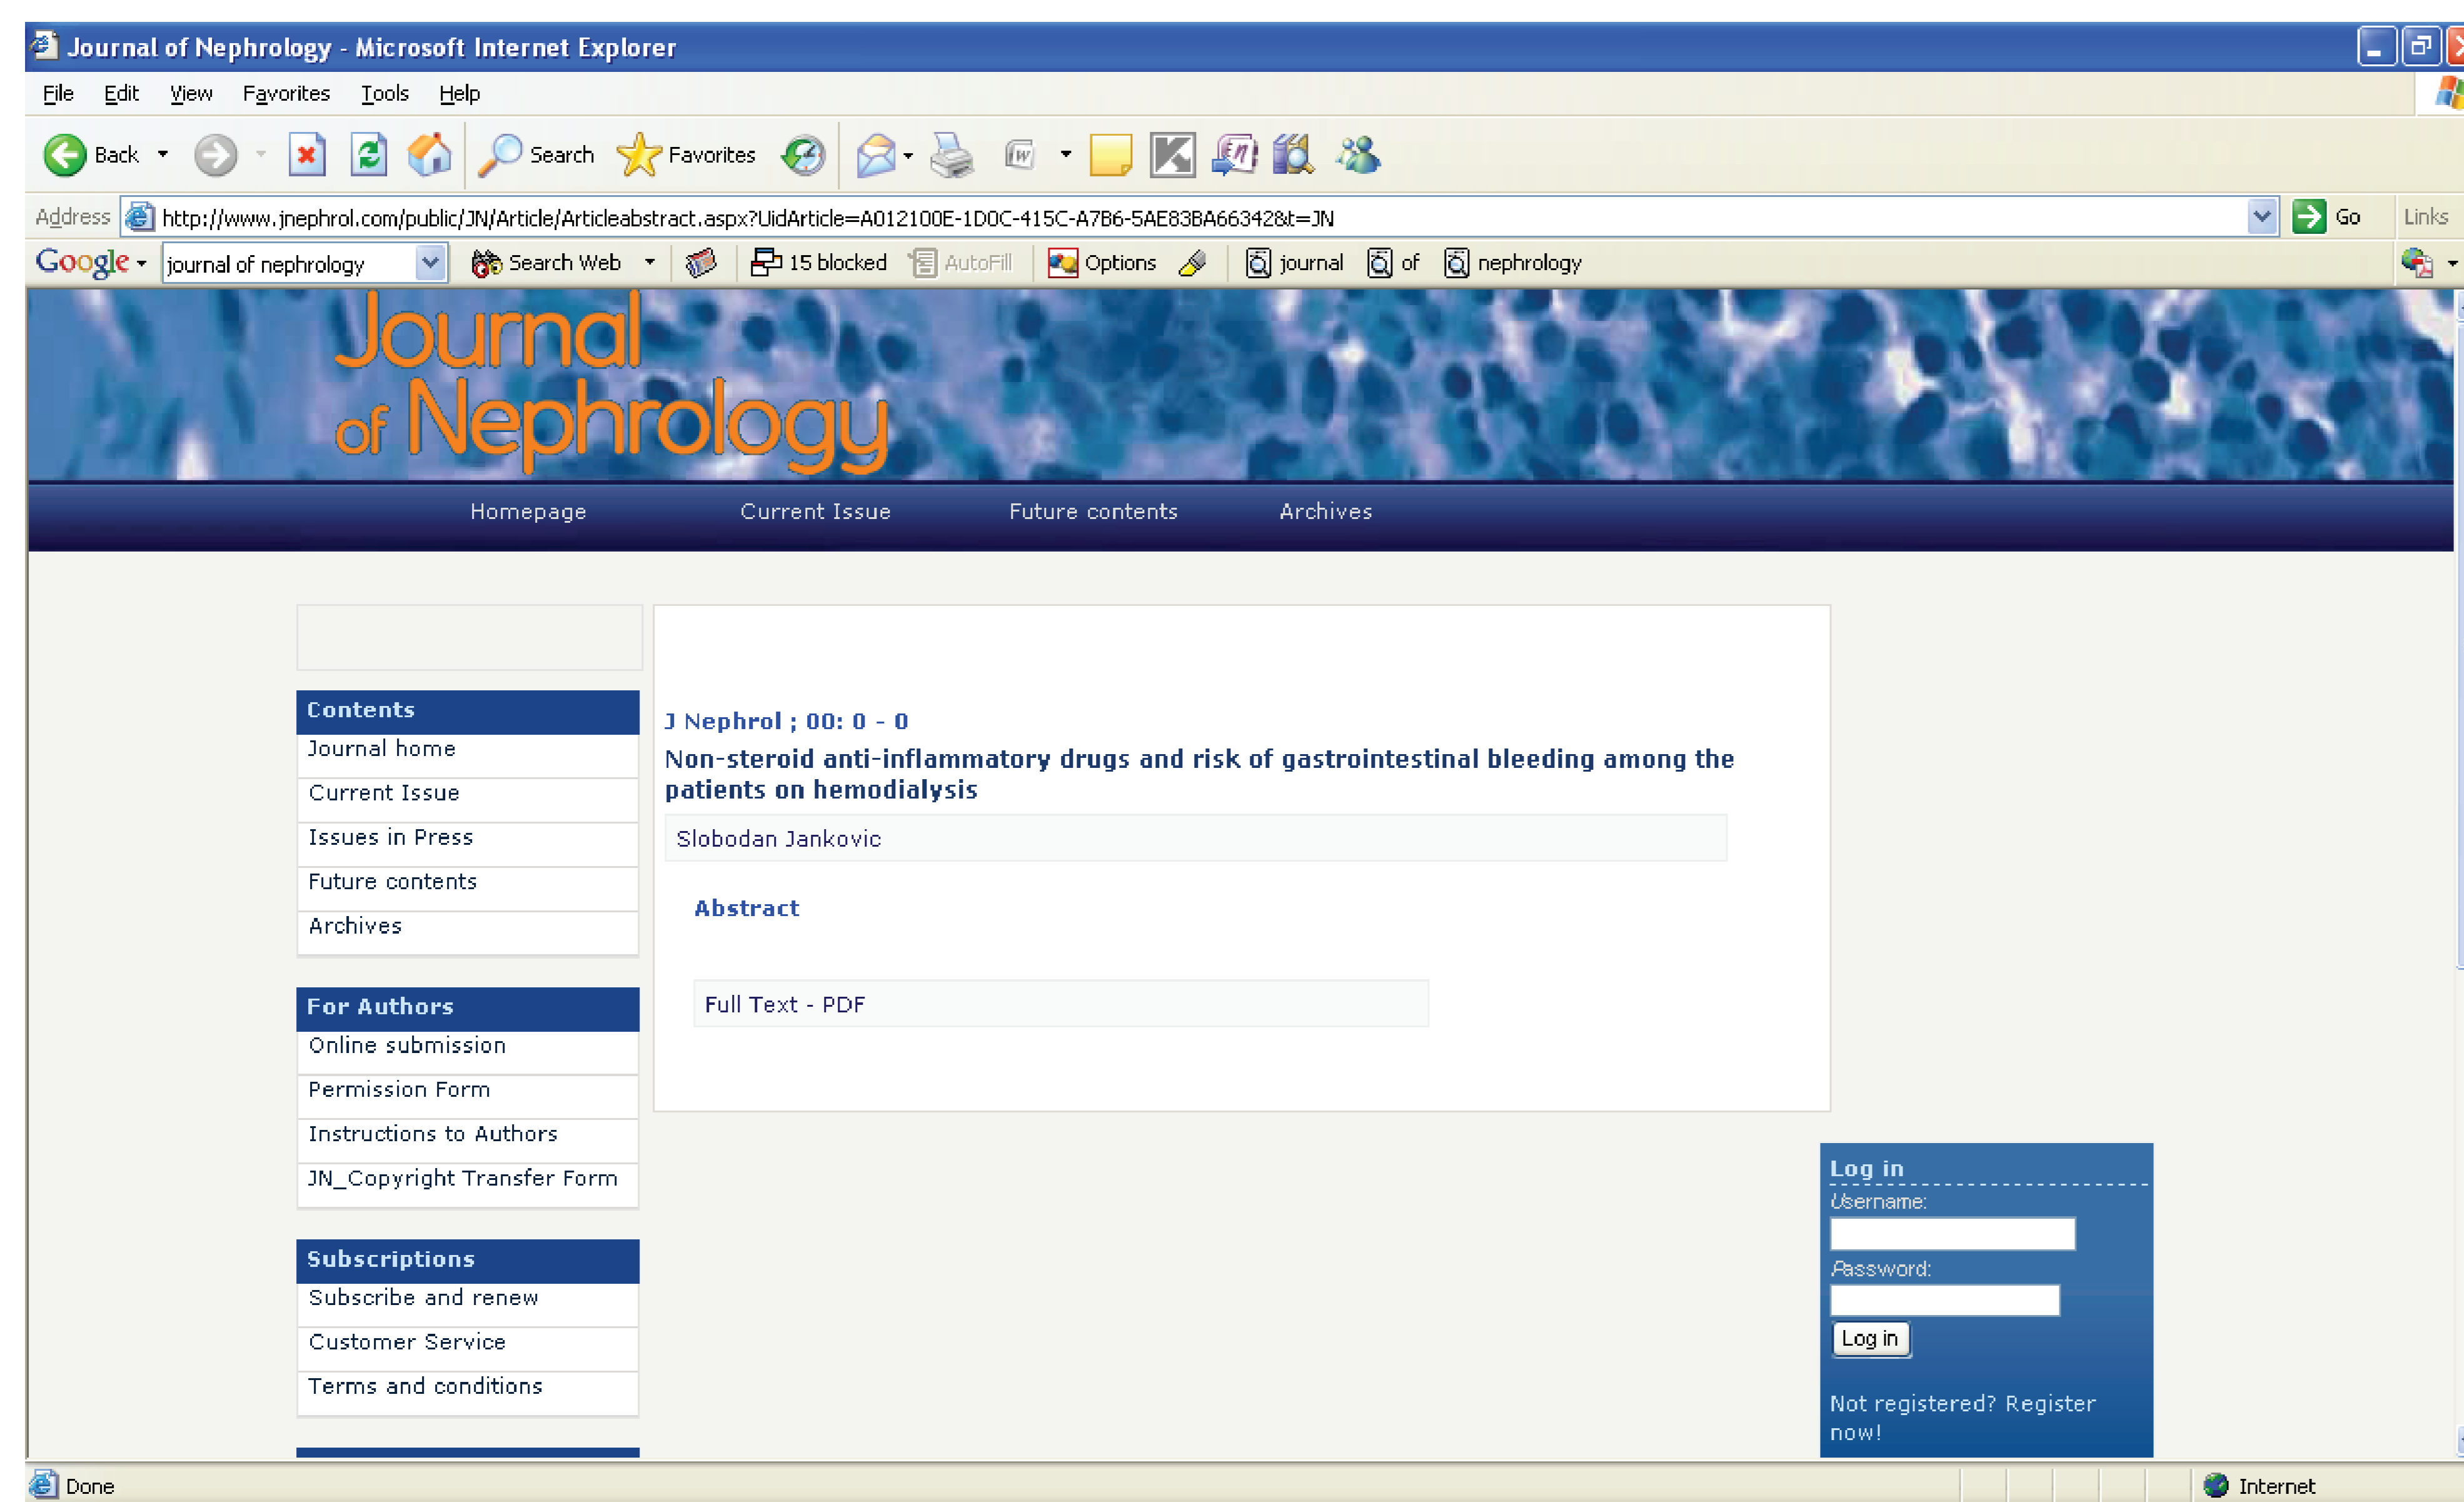 Journal of Nephrology - Microsoft Internet Explorer
File Edit View Favorites Tools Help
Back Search Favorites
Address http://www.jnephrol.com/public/JN/Article/Articleabstract.aspx?UidArticle=A012100E-1D0C-415C-A7B6-5AE83BA66342&t=JN Go Links
Google journal of nephrology Search Web 15 blocked AutoFill Options journal of nephrology
Journal
of Nephrology
Homepage Current Issue Future contents Archives
Contents
Journal home
Current Issue
Issues in Press
Future contents
Archives
For Authors
Online submission
Permission Form
Instructions to Authors
JN_Copyright Transfer Form
Subscriptions
Subscribe and renew
Customer Service
Terms and conditions
J Nephrol ; 00: 0 - 0
Non-steroid anti-inflammatory drugs and risk of gastrointestinal bleeding among the
patients on hemodialysis
Slobodan Jankovic
Abstract
Full Text - PDF
Log in
Username:
Password:
Log in
Not registered? Register
now!
Done Internet